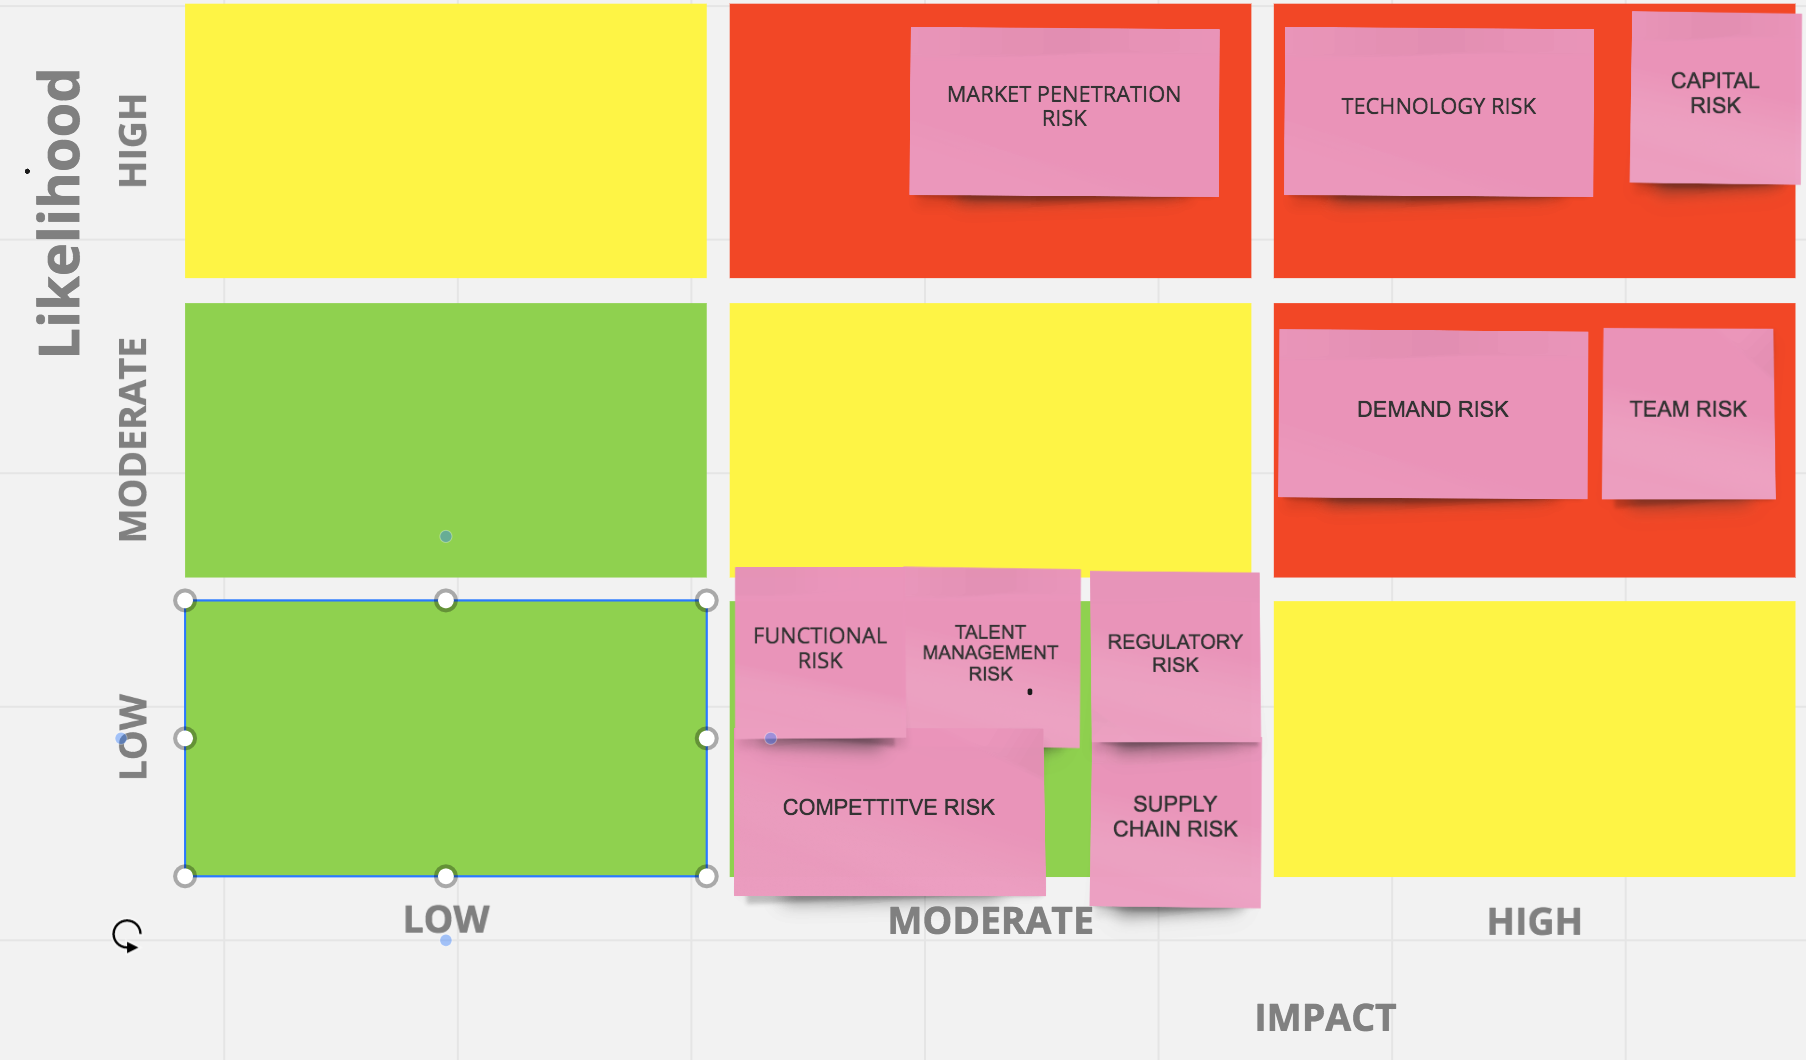 Likelihood
HIGH
MARKET PENETRATION
RISK
TECHNOLOGY RISK
CAPITAL
RISK
MODERATE
DEMAND RISK
TEAM RISK
LOW
FUNCTIONAL
RISK
TALENT
MANAGEMENT
RISK
REGULATORY
RISK
COMPETTITVE RISK
SUPPLY
CHAIN RISK
LOW
MODERATE
HIGH
IMPACT